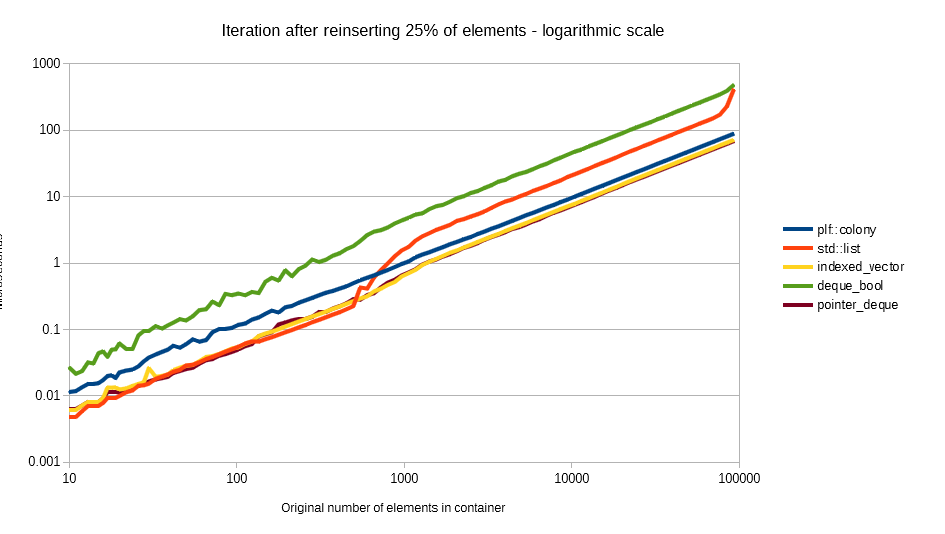 Iteration after reinserting 25% of elements - logarithmic scale
1000
100
10
1
0.1
0.01
0.001
10
100
1000
10000
100000
Original number of elements in container
plf::colony
std::list
indexed_vector
deque_bool
pointer_deque